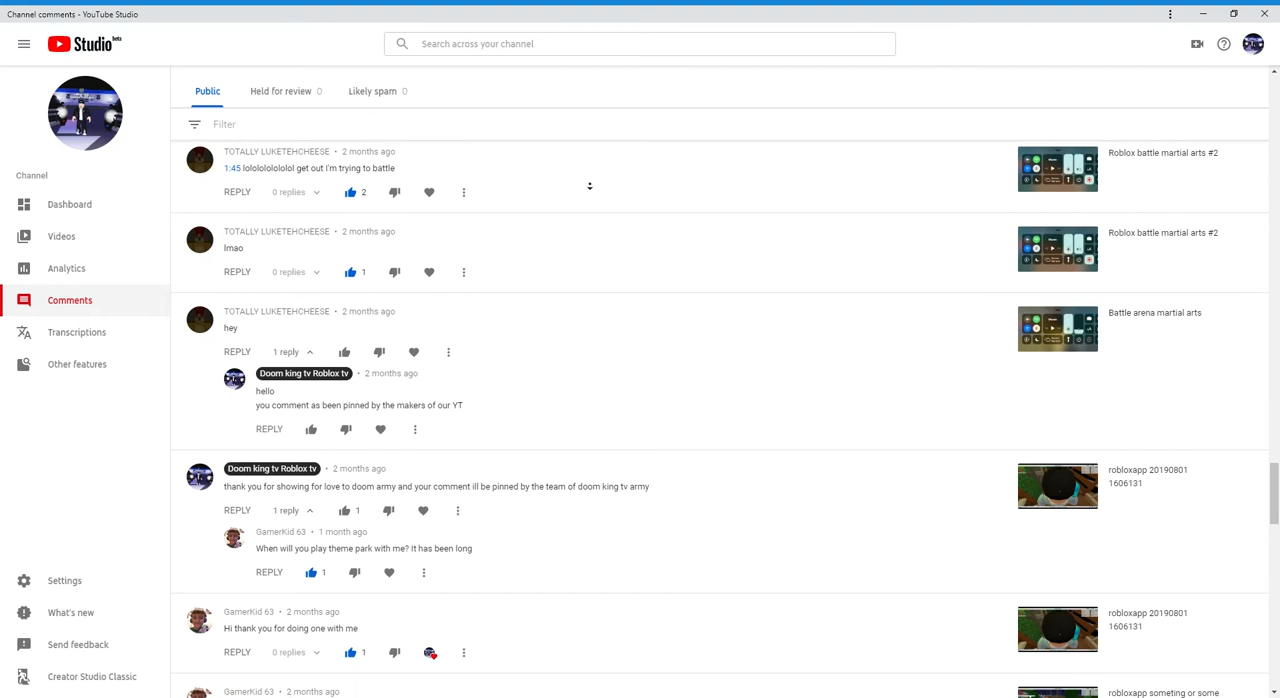 Channel comments - YouTube Studio
Studio beta
Search across your channel
Public
Held for review 0
Likely spam 0
Filter
Channel
Dashboard
Videos
Analytics
Comments
Transcriptions
Other features
Settings
What's new
Send feedback
Creator Studio Classic
TOTALLY LUKETEHCHEESE • 2 months ago
1:45 lolololololol get out I'm trying to battle
REPLY 0 replies 2
Roblox battle martial arts #2
TOTALLY LUKETEHCHEESE • 2 months ago
lmao
REPLY 0 replies 1
Roblox battle martial arts #2
TOTALLY LUKETEHCHEESE • 2 months ago
hey
REPLY 1 reply
Battle arena martial arts
Doom king tv Roblox tv • 2 months ago
hello
you comment as been pinned by the makers of our YT
REPLY
Doom king tv Roblox tv • 2 months ago
thank you for showing for love to doom army and your comment ill be pinned by the team of doom king tv army
REPLY 1 reply 1
robloxapp 20190801
1606131
GamerKid 63 • 1 month ago
When will you play theme park with me? It has been long
REPLY 1
GamerKid 63 • 2 months ago
Hi thank you for doing one with me
REPLY 0 replies 1
robloxapp 20190801
1606131
GamerKid 63 • 2 months ago
robloxapp someting or some